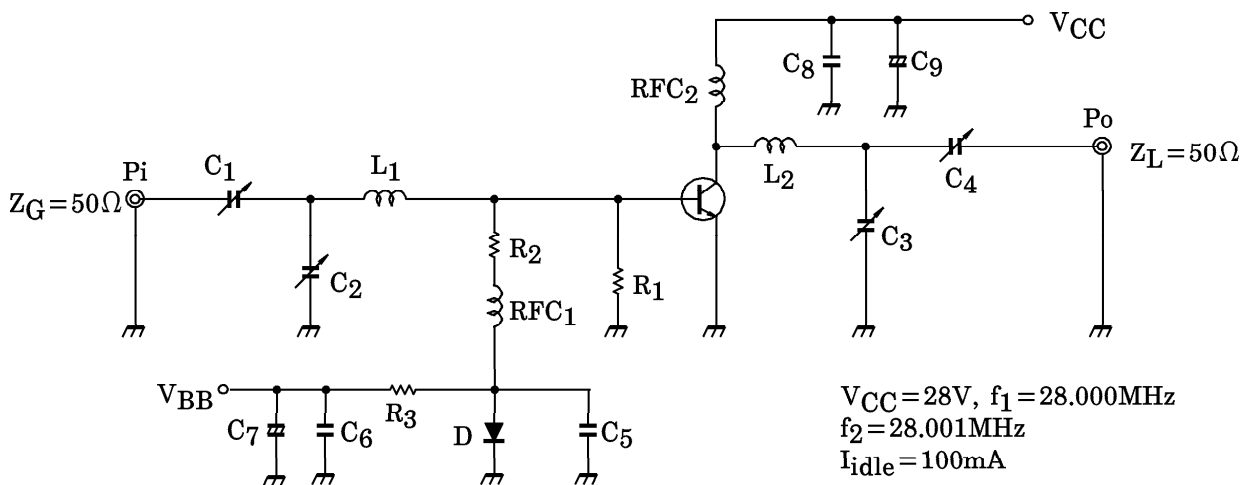 VCC
C8
C9
RFC2
Po
Pi
C1
L1
L2
C4
ZL=50Ω
ZG=50Ω
C3
R2
C2
R1
RFC1
VBB
R3
C7
C6
D
C5
VCC=28V, f1=28.000MHz
f2=28.001MHz
Iidle=100mA